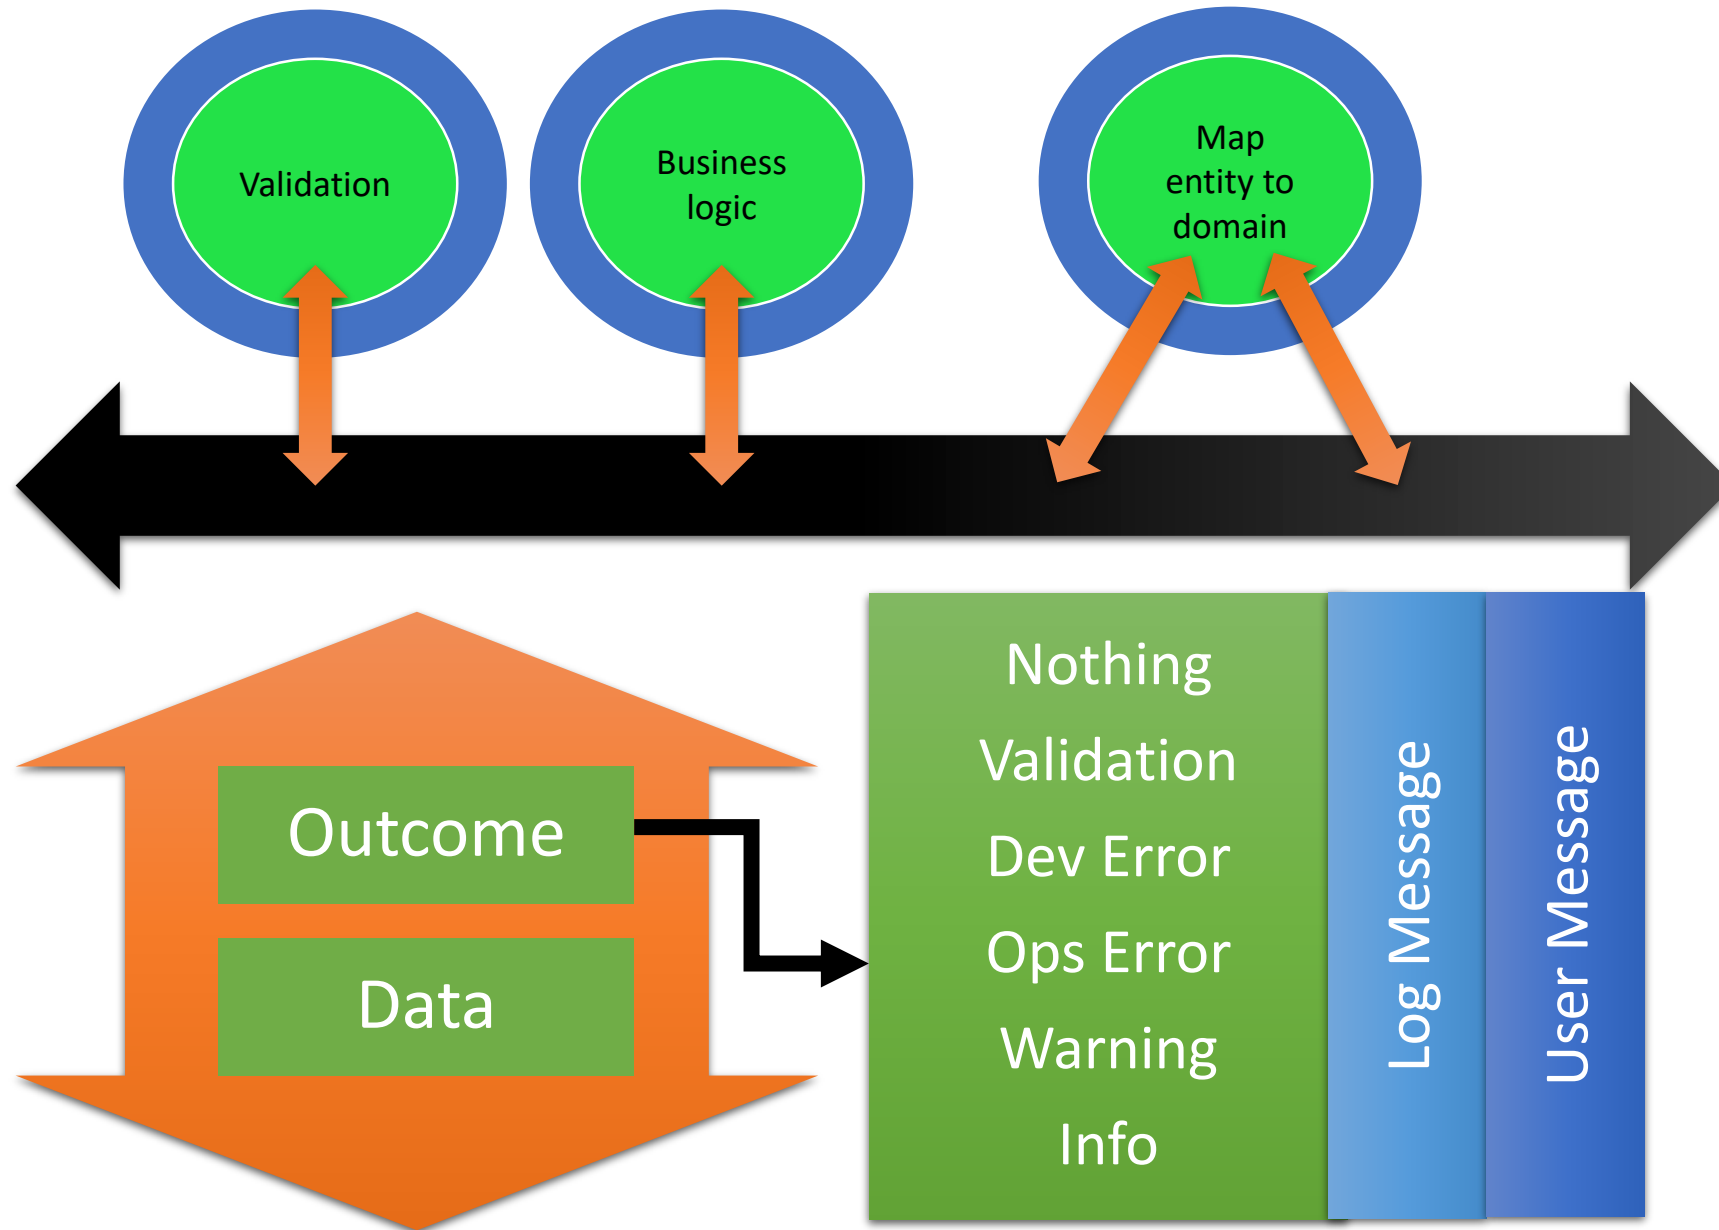 Validation
Business
logic
Map
entity to
domain
Outcome
Data
Nothing
Validation
Dev Error
Ops Error
Warning
Info
Log Message
User Message